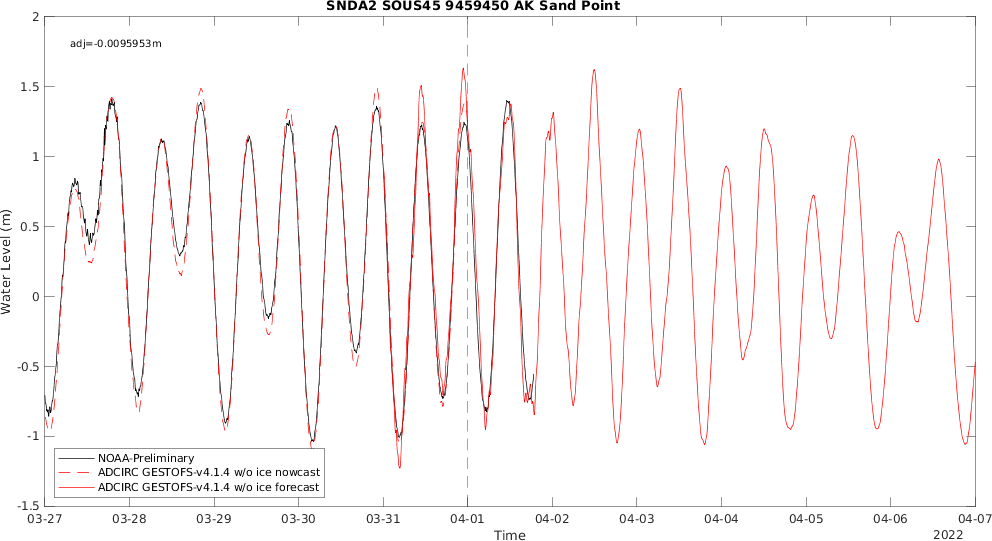 SNDA2 SOUS45 9459450 AK Sand Point
adj=-0.0095953m
Water Level (m)
2
1.5
1
0.5
0
-0.5
-1
-1.5
NOAA-Preliminary
ADCIRC GESTOFS-v4.1.4 w/o ice nowcast
ADCIRC GESTOFS-v4.1.4 w/o ice forecast
03-27 03-28 03-29 03-30 03-31 04-01 04-02 04-03 04-04 04-05 04-06 04-07
Time
2022